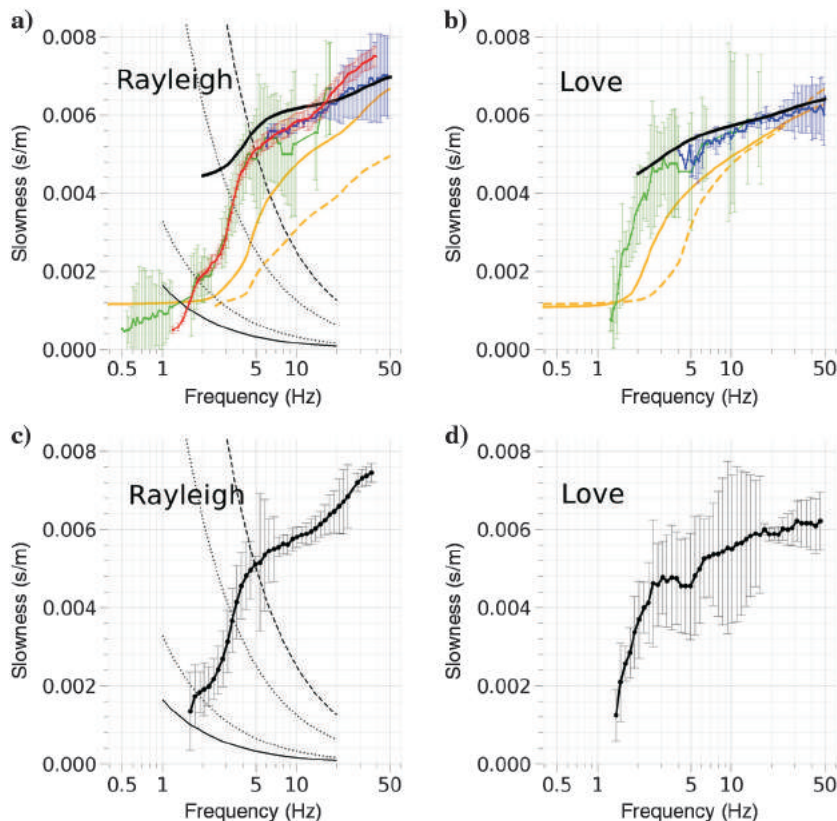 a)
Rayleigh
0.008
0.006
0.004
0.002
0.000
Slowness (s/m)
0.5 1 5 10 50
Frequency (Hz)
b)
Love
0.008
0.006
0.004
0.002
0.000
Slowness (s/m)
0.5 1 5 10 50
Frequency (Hz)
c)
Rayleigh
0.008
0.006
0.004
0.002
0.000
Slowness (s/m)
0.5 1 5 10 50
Frequency (Hz)
d)
Love
0.008
0.006
0.004
0.002
0.000
Slowness (s/m)
0.5 1 5 10 50
Frequency (Hz)